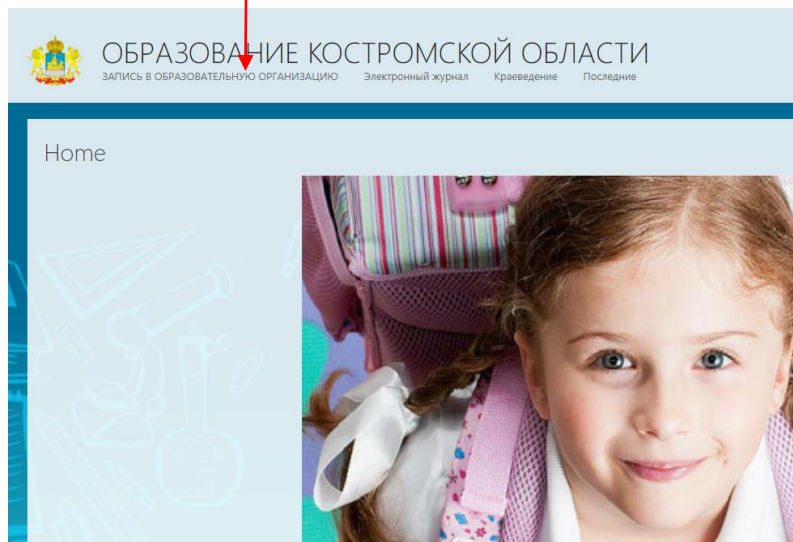 ОБРАЗОВАНИЕ КОСТРОМСКОЙ ОБЛАСТИ
ЗАПИСЬ В ОБРАЗОВАТЕЛЬНУЮ ОРГАНИЗАЦИЮ Электронный журнал Краеведение Последние
Home